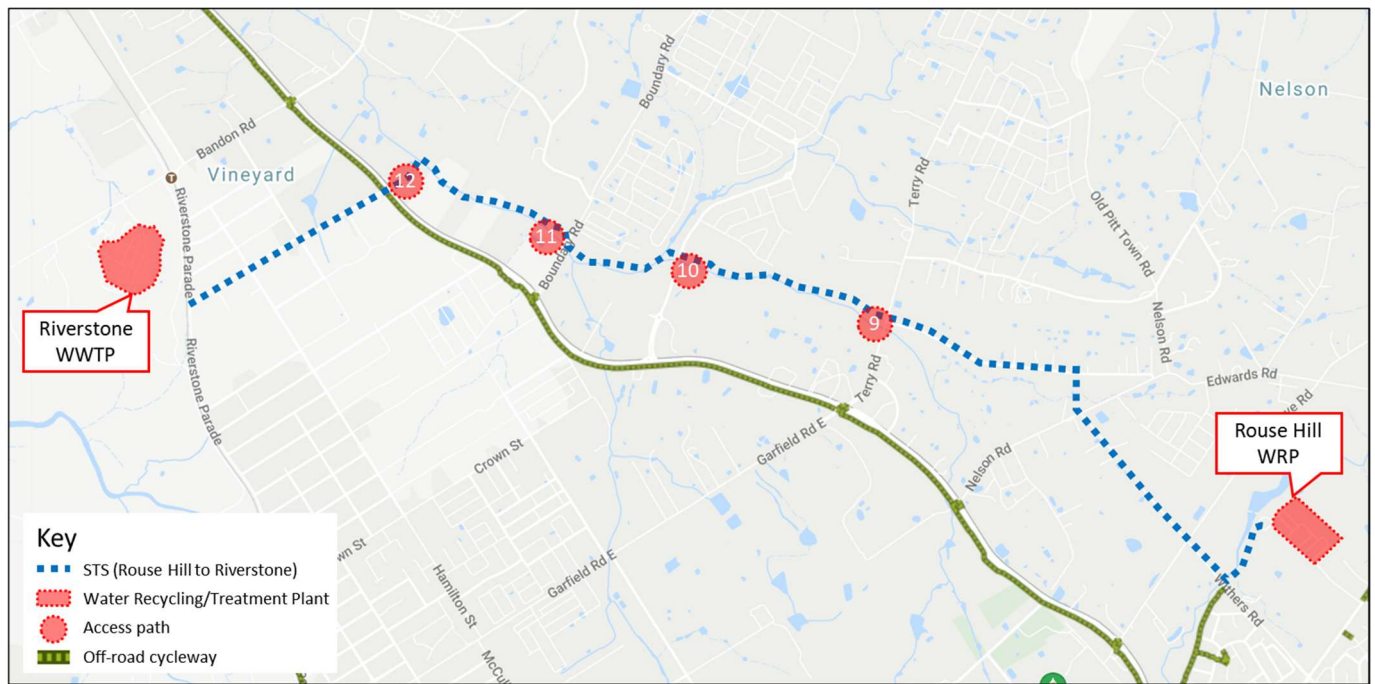 Nelson
Boundary Rd
Bandon Rd
Vineyard
T
12
Terry Rd
Riverstone Parade
Old Pitt Town Rd
11
Boundary Rd
10
Riverstone
WWTP
9
Nelson Rd
Riverstone Parade
Terry Rd
Edwards Rd
Rouse Hill
WRP
Garfield Rd E
Crown St
Nelson Rd
Key
STS (Rouse Hill to Riverstone)
Water Recycling/Treatment Plant
Access path
Off-road cycleway
Hamilton St
Garfield Rd E
Withers Rd